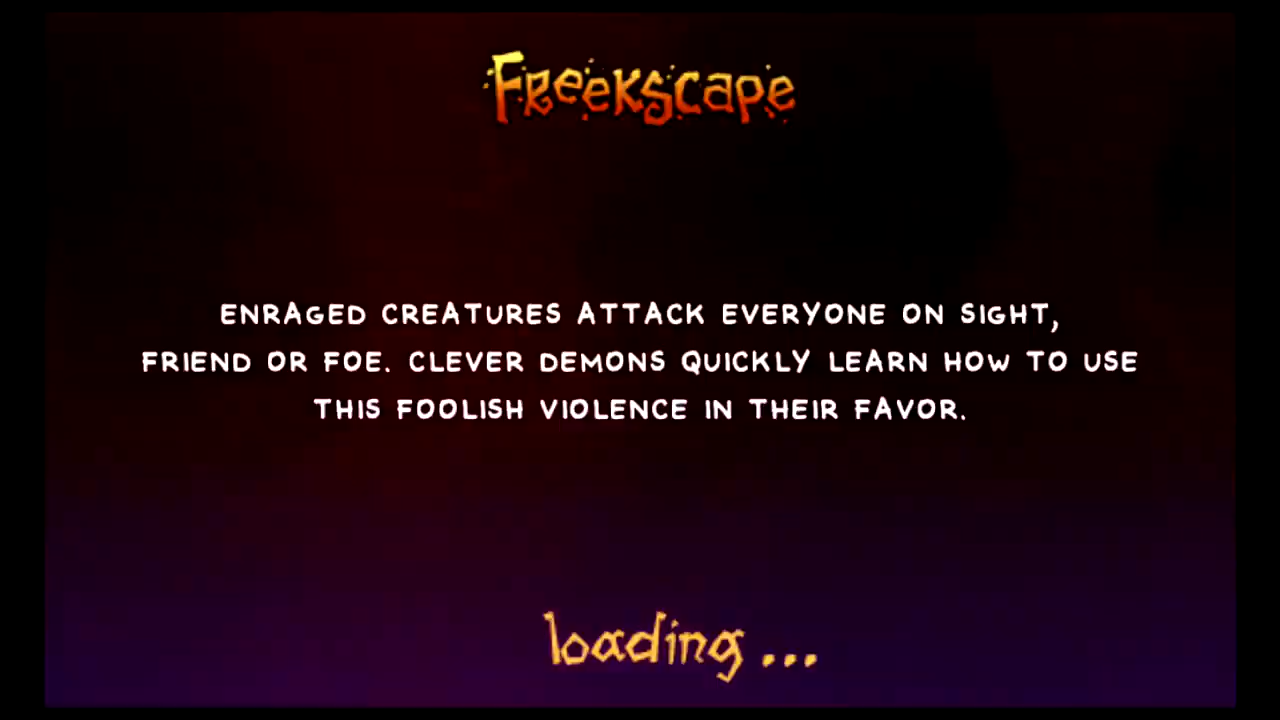 Freekscape
ENRAGED CREATURES ATTACK EVERYONE ON SIGHT,
FRIEND OR FOE. CLEVER DEMONS QUICKLY LEARN HOW TO USE
THIS FOOLISH VIOLENCE IN THEIR FAVOR.
loading...